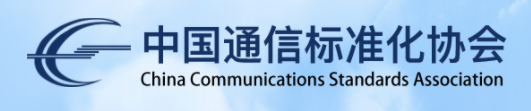 中国通信标准化协会
China Communications Standards Association